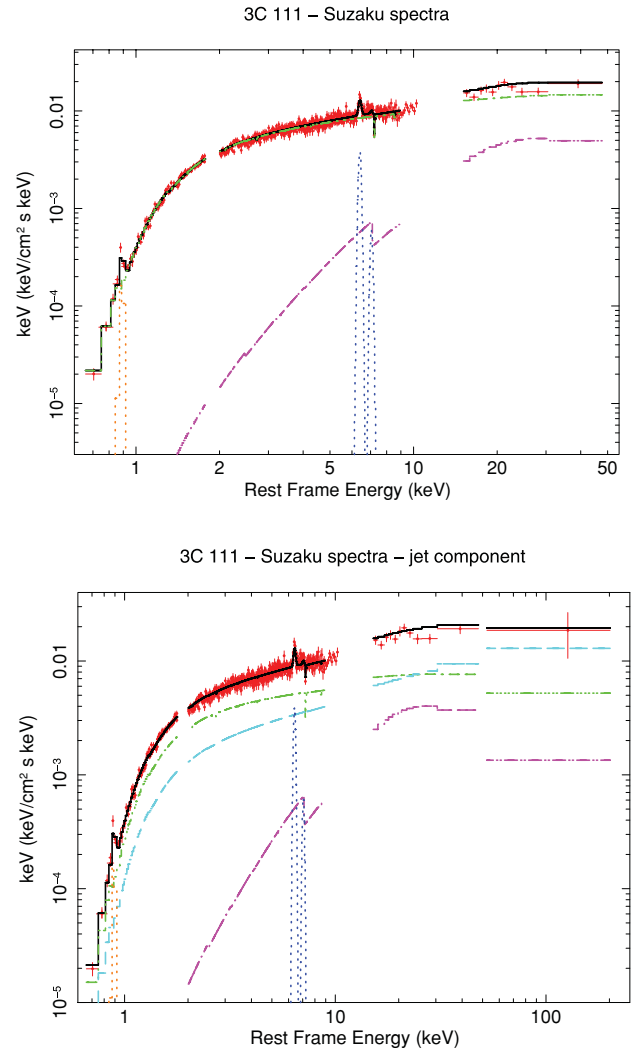 3C 111 – Suzaku spectra
keV (keV/cm² s keV)
0.01
10⁻³
10⁻⁴
10⁻⁵
1 2 5 10 20 50
Rest Frame Energy (keV)
3C 111 – Suzaku spectra – jet component
keV (keV/cm² s keV)
0.01
10⁻³
10⁻⁴
10⁻⁵
1 10 100
Rest Frame Energy (keV)